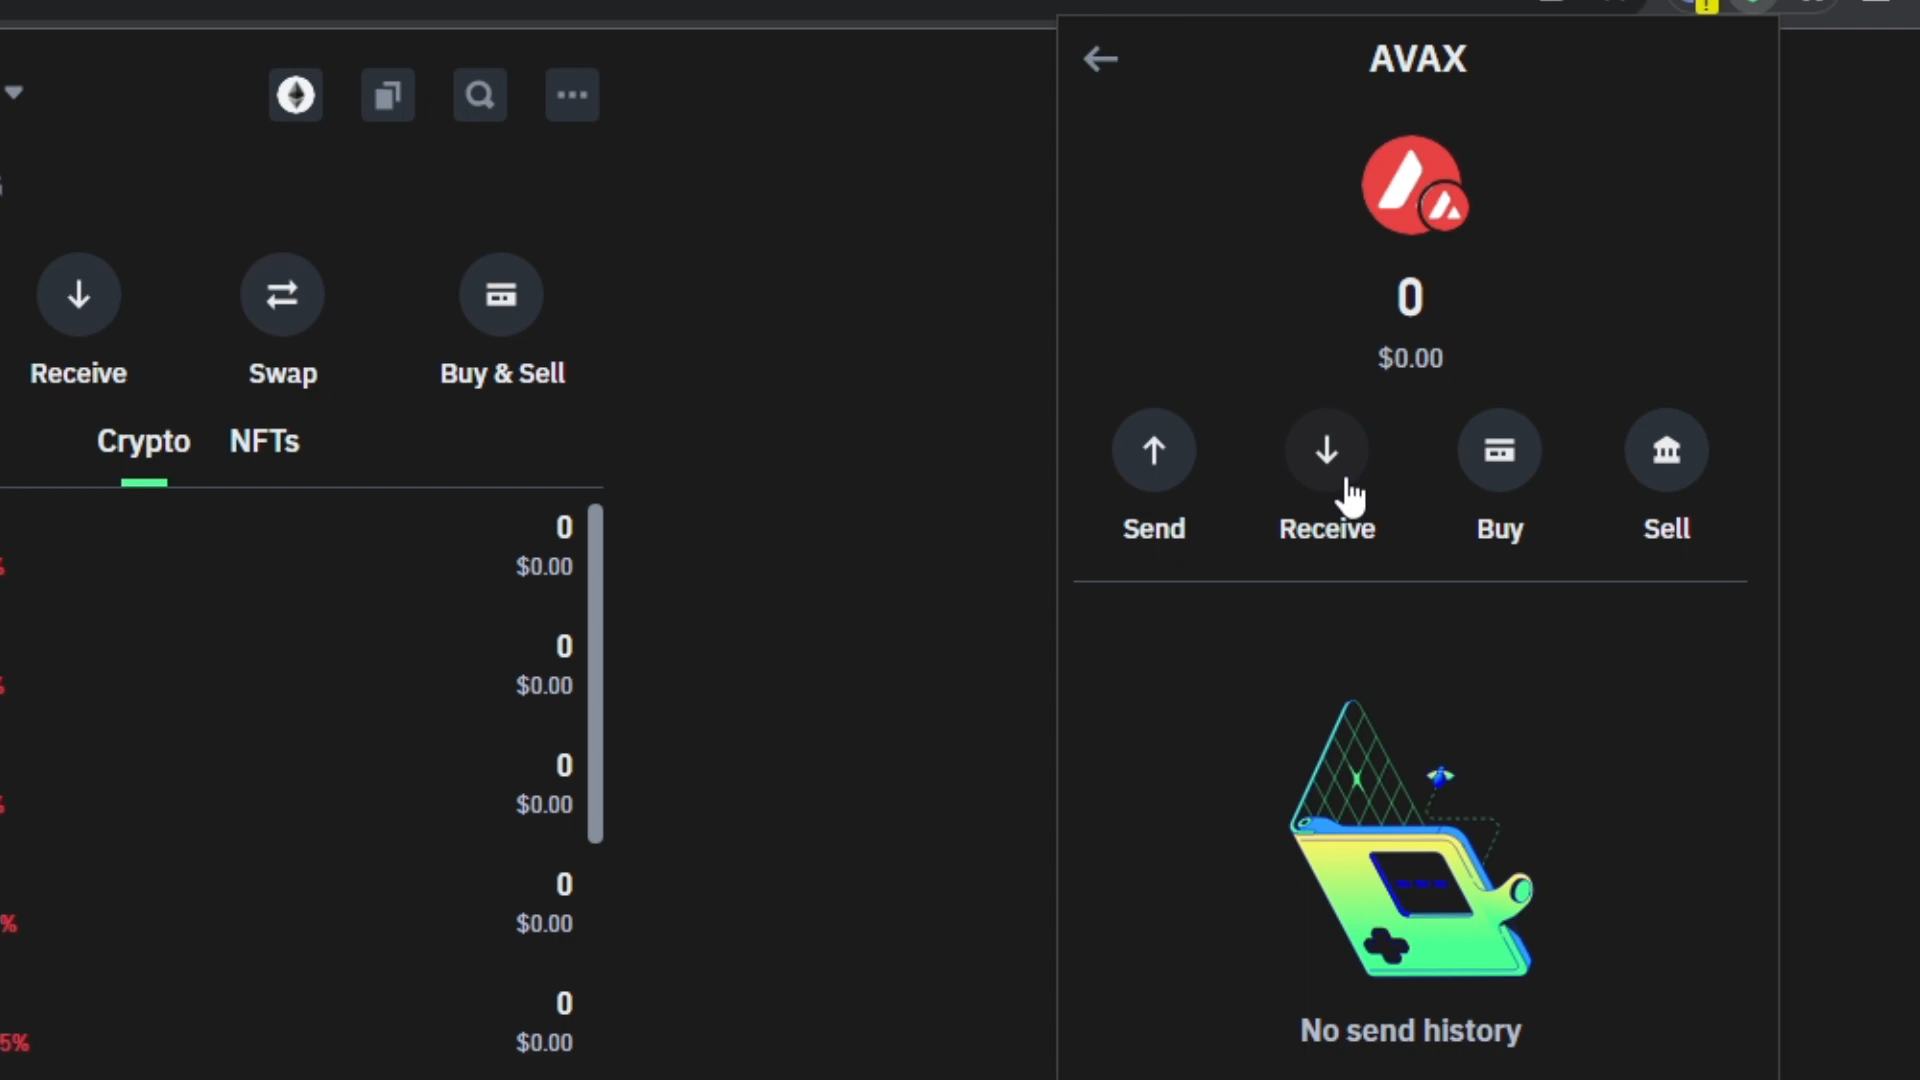 Receive
Swap
Buy & Sell
Crypto
NFTs
0
$0.00
0
$0.00
0
$0.00
0
%
$0.00
0
5%
$0.00
AVAX
0
$0.00
Send
Receive
Buy
Sell
No send history